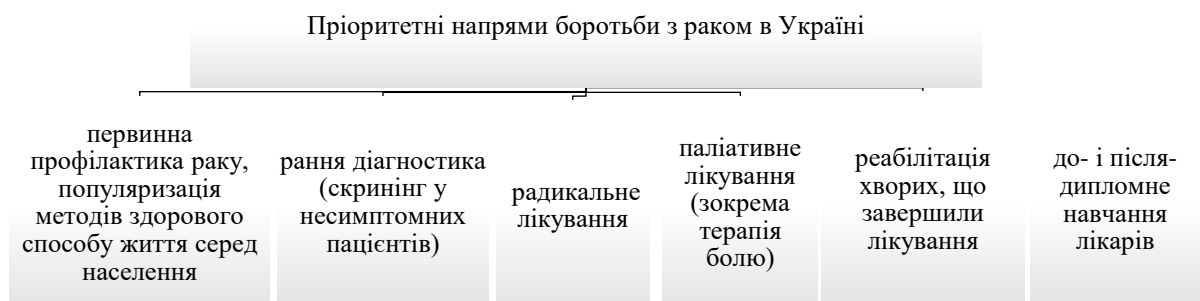 Пріоритетні напрями боротьби з раком в Україні
первинна
профілактика раку,
популяризація
методів здорового
способу життя серед
населення
рання діагностика
(скринінг у
несимптомних
пацієнтів)
радикальне
лікування
паліативне
лікування
(зокрема
терапія
болю)
реабілітація
хворих, що
завершили
лікування
до- і після-
дипломне
навчання
лікарів